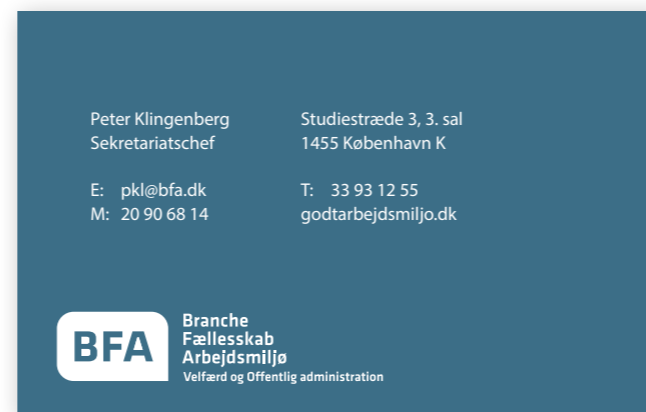 Peter Klingenberg
Sekretariatschef
E: pkl@bfa.dk
M: 20 90 68 14
Studiestræde 3, 3. sal
1455 København K
T: 33 93 12 55
godtarbejdsmiljo.dk
BFA
Branche
Fællesskab
Arbejdsmiljø
Velfærd og Offentlig administration